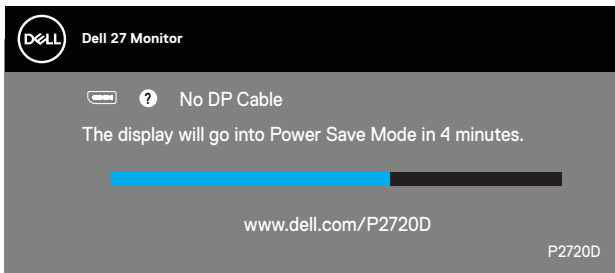 DELL
Dell 27 Monitor
? No DP Cable
The display will go into Power Save Mode in 4 minutes.
www.dell.com/P2720D
P2720D